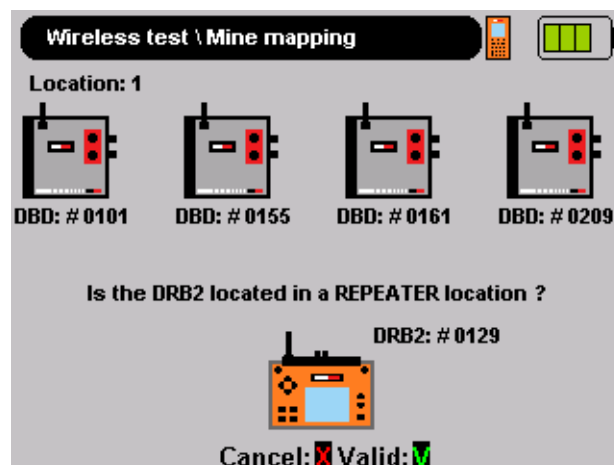 Wireless test \ Mine mapping
Location: 1
DBD: # 0101 DBD: # 0155 DBD: # 0161 DBD: # 0209
Is the DRB2 located in a REPEATER location ?
DRB2: # 0129
Cancel: X Valid: V